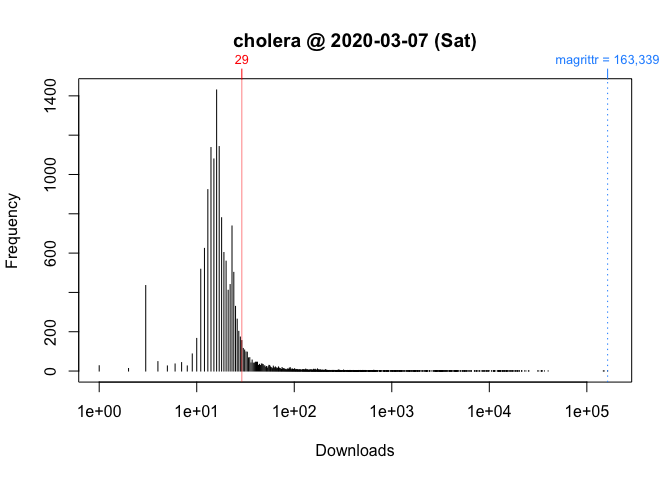 cholera @ 2020-03-07 (Sat)
29
magrittr = 163,339
Frequency
1400
1000
600
200
0
1e+00 1e+01 1e+02 1e+03 1e+04 1e+05
Downloads